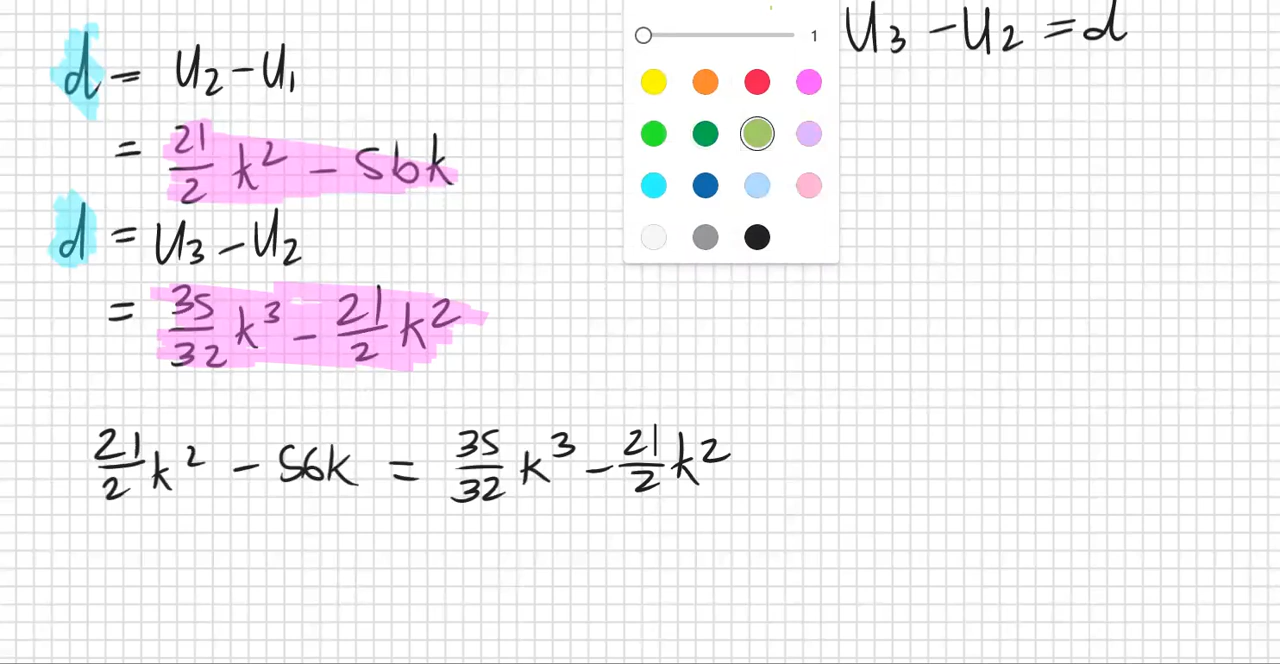 d = U₂ – U₁
= 21/2 k² – 56k
d = U₃ – U₂
= 35/32 k³ – 21/2 k²
21/2 k² – 56k = 35/32 k³ – 21/2 k²
1
U₃ – U₂ = d